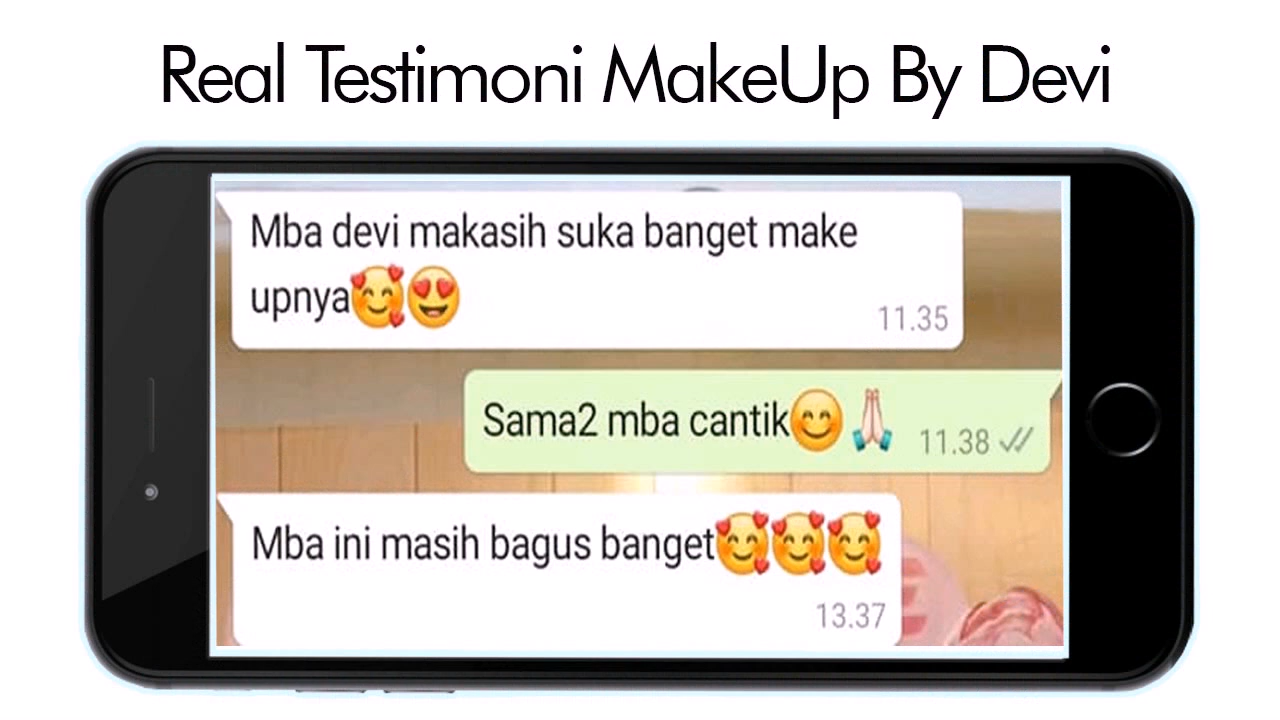 Real Testimoni MakeUp By Devi
Mba devi makasih suka banget make
upnya🥰😍
11.35
Sama2 mba cantik😊🙏🏻
11.38
Mba ini masih bagus banget🥰🥰🥰
13.37